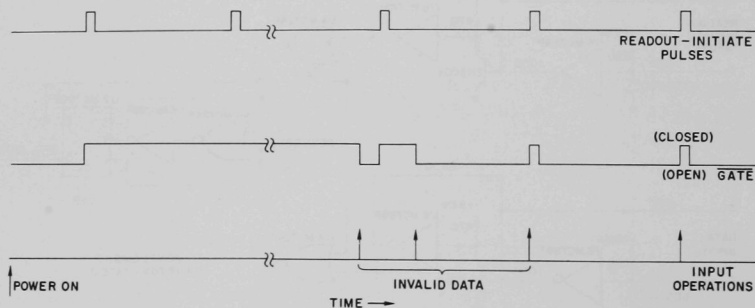 READOUT-INITIATE
PULSES
(CLOSED)
(OPEN) GATE
POWER ON
INVALID DATA
INPUT
OPERATIONS
TIME